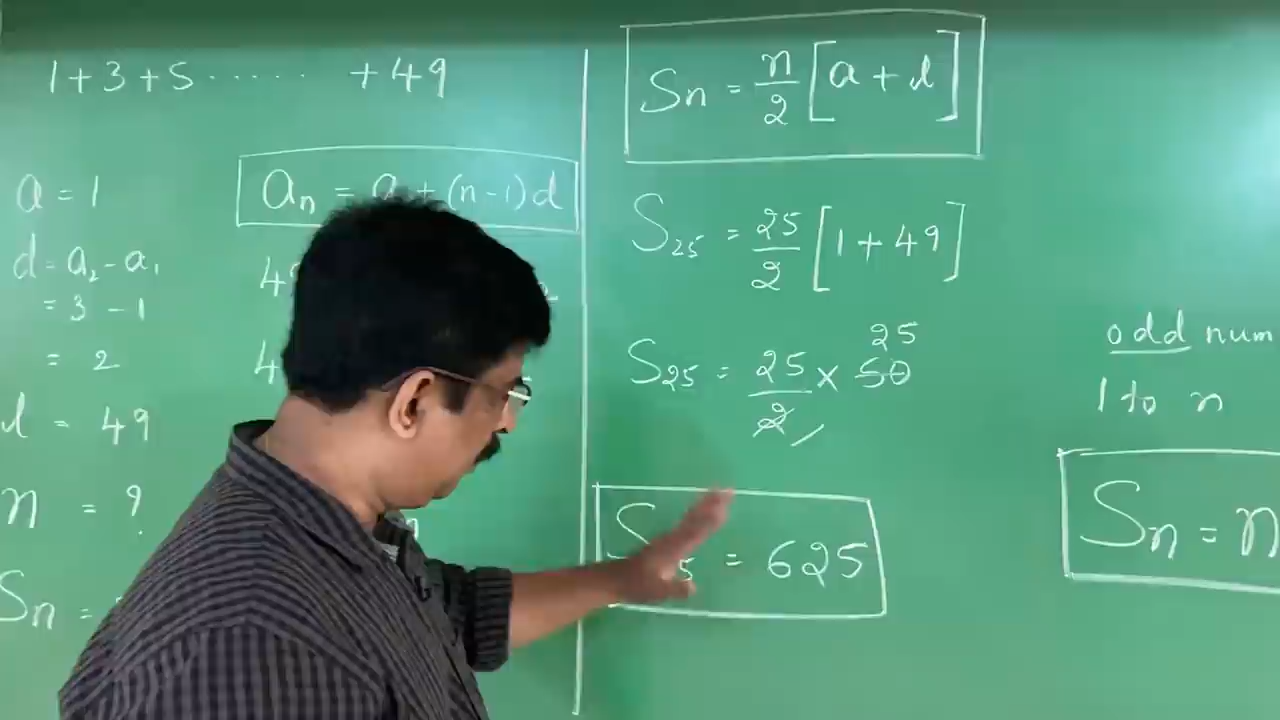 1 + 3 + 5 ...... + 49
a = 1
d = a₂ - a₁
= 3 - 1
= 2
l = 49
n = ?
Sn =
an = a + (n-1)d
Sn = n/2 [a + l]
S₂₅ = 25/2 [1 + 49]
25
S₂₅ = 25/2 × 50
S = 625
odd num
1 to n
Sn = n